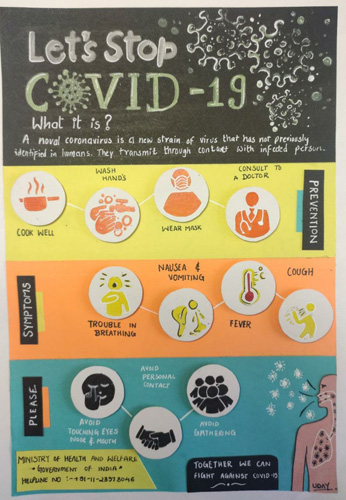 Let's Stop
COVID-19
What it is?
A novel coronavirus is a new strain of virus that has not previously
identified in humans. They transmit through contact with infected person.
PREVENTION
COOK WELL
WASH
HANDS
WEAR MASK
CONSULT TO
A DOCTOR
SYMPTOMS
TROUBLE IN
BREATHING
NAUSEA &
VOMITING
FEVER
COUGH
PLEASE
AVOID
TOUCHING EYES
NOSE & MOUTH
AVOID
PERSONAL
CONTACT
AVOID
GATHERING
MINISTRY OF HEALTH AND WELFARE
GOVERNMENT OF INDIA
HELPLINE NO :- +91-11-23978046
TOGETHER WE CAN
FIGHT AGAINST COVID-19
UDAY